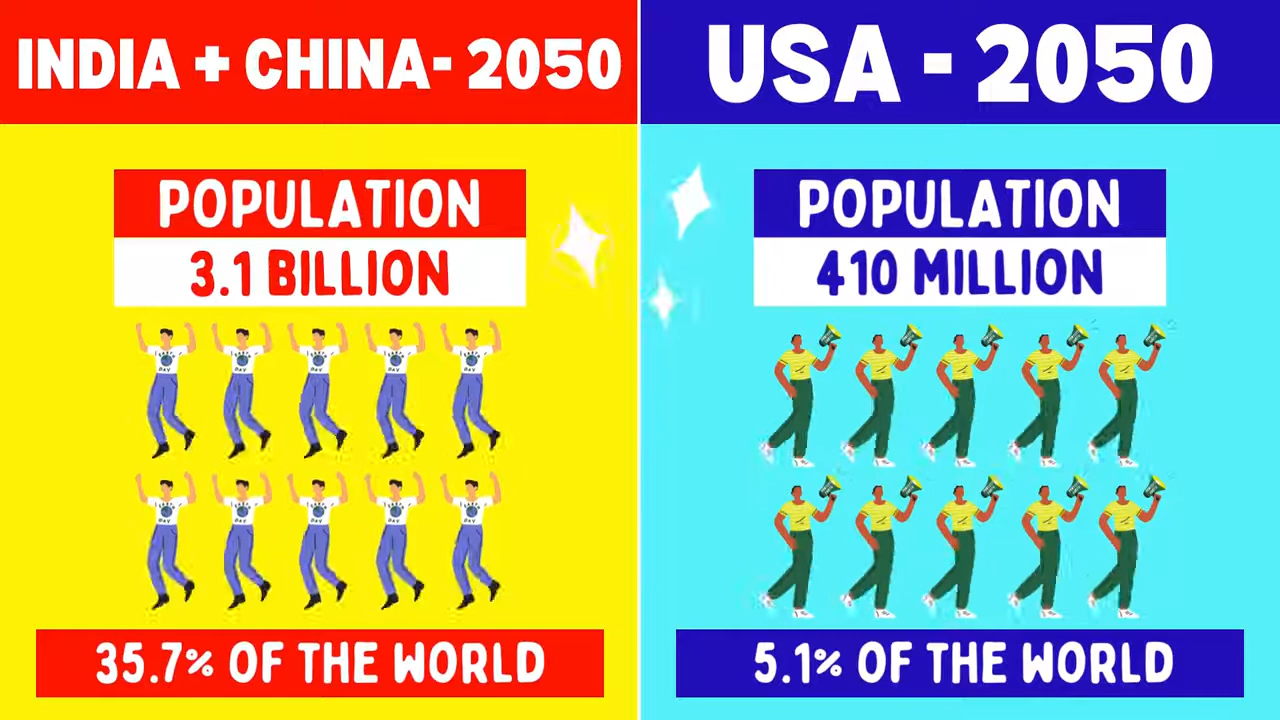 INDIA + CHINA- 2050
POPULATION
3.1 BILLION
35.7% OF THE WORLD
USA - 2050
POPULATION
410 MILLION
5.1% OF THE WORLD